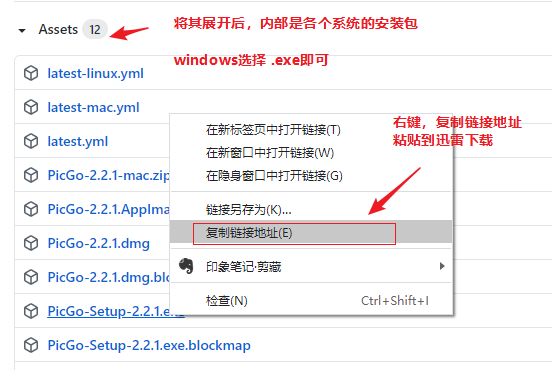 将其展开后，内部是各个系统的安装包
Assets 12
windows选择 .exe即可
latest-linux.yml
latest-mac.yml
latest.yml
PicGo-2.2.1-mac.zip
PicGo-2.2.1.AppIma
PicGo-2.2.1.dmg
PicGo-2.2.1.dmg.blo
PicGo-Setup-2.2.1.exe
PicGo-Setup-2.2.1.exe.blockmap
在新标签页中打开链接(T)
在新窗口中打开链接(W)
在隐身窗口中打开链接(G)
链接另存为(K)...
复制链接地址(E)
印象笔记·剪藏
检查(N) Ctrl+Shift+I
右键，复制链接地址
粘贴到迅雷下载